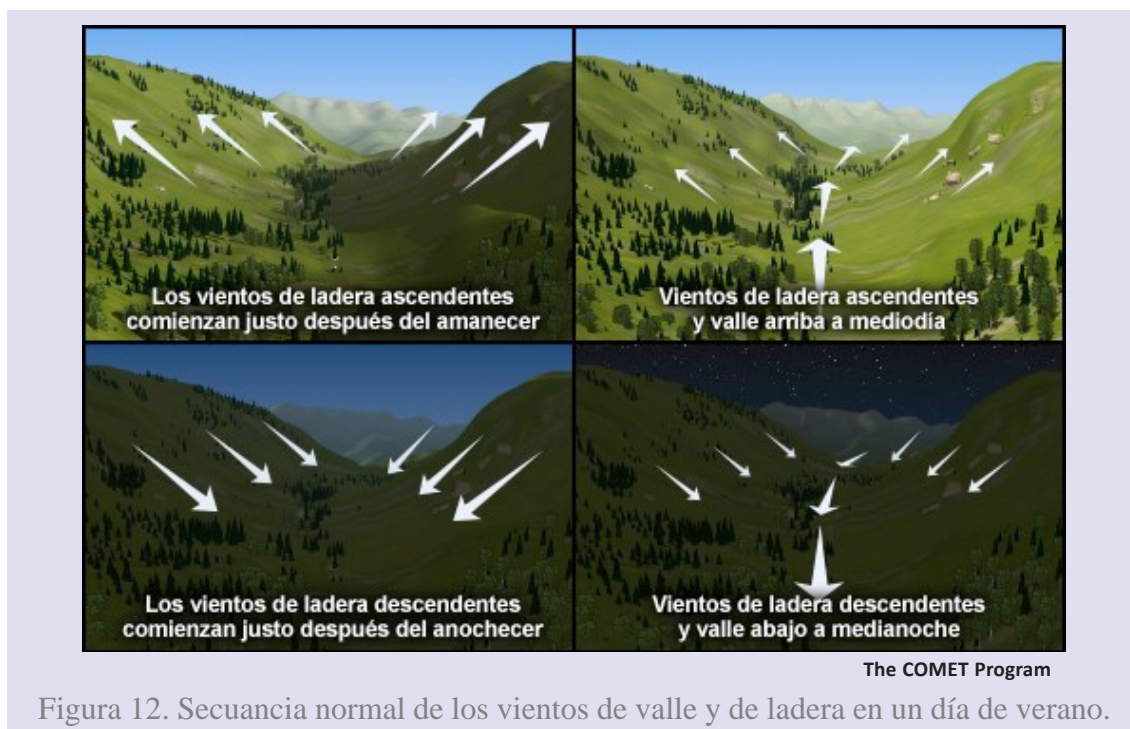 Los vientos de ladera ascendentes
comienzan justo después del amanecer
Vientos de ladera ascendentes
y valle arriba a mediodía
Los vientos de ladera descendentes
comienzan justo después del anochecer
Vientos de ladera descendentes
y valle abajo a medianoche
The COMET Program
Figura 12. Secuancia normal de los vientos de valle y de ladera en un día de verano.